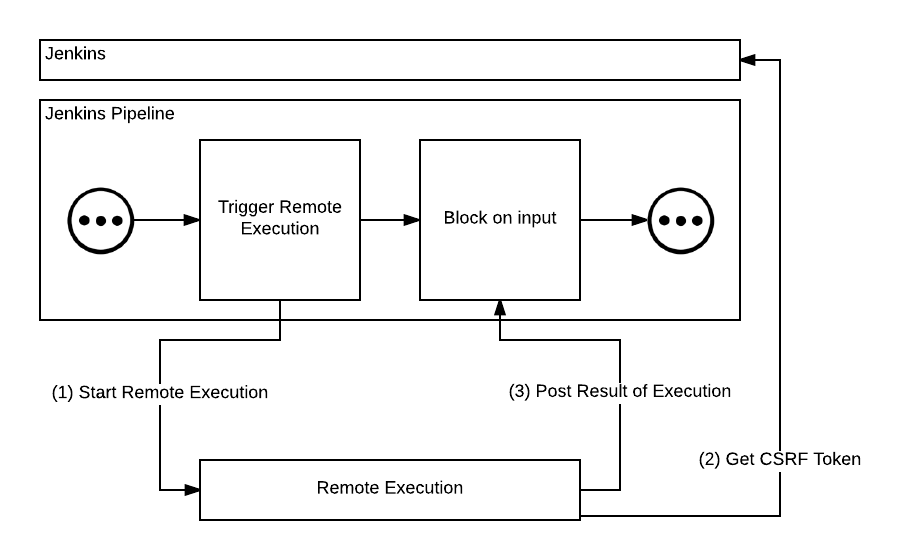 Jenkins
Jenkins Pipeline
Trigger Remote
Execution
Block on input
(1) Start Remote Execution
(3) Post Result of Execution
(2) Get CSRF Token
Remote Execution